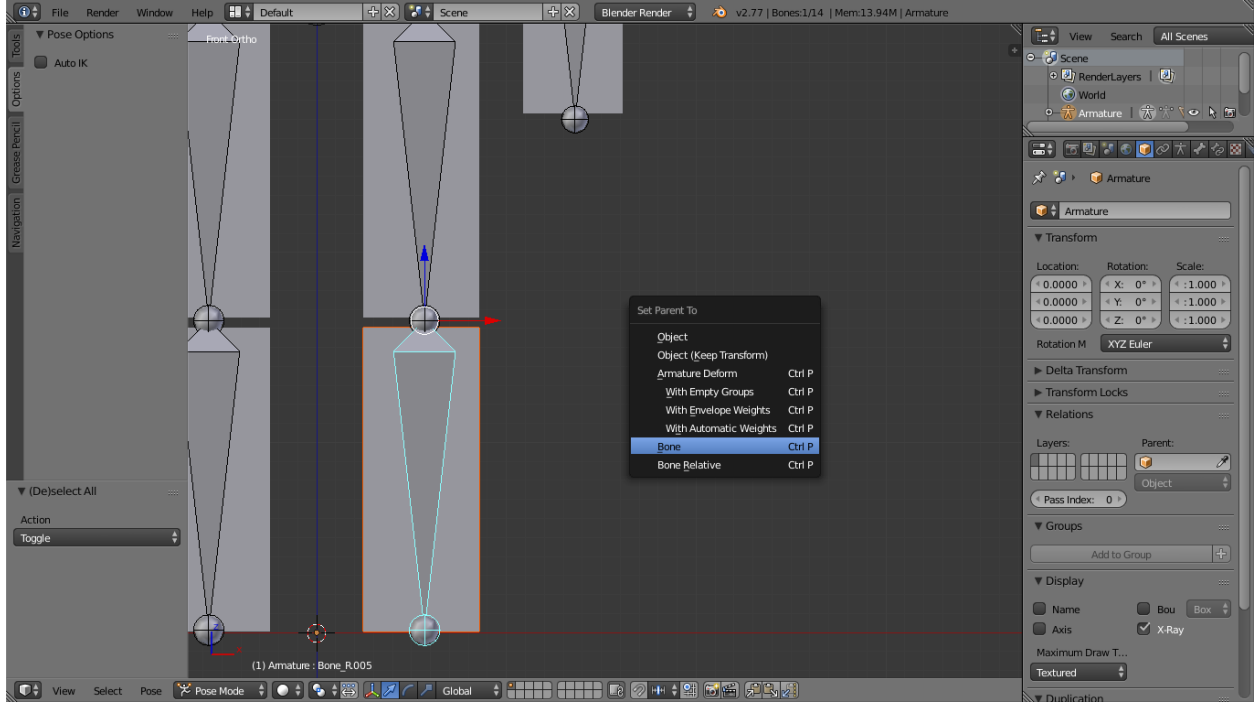 File Render Window Help Default Scene Blender Render v2.77 | Bones:1/14 | Mem:13.94M | Armature
Tools
Options
Grease Pencil
Navigation
Pose Options
Auto IK
(De)select All
Action
Toggle
Front Ortho
(1) Armature : Bone_R.005
Set Parent To
Object
Object (Keep Transform)
Armature Deform Ctrl P
With Empty Groups Ctrl P
With Envelope Weights Ctrl P
With Automatic Weights Ctrl P
Bone Ctrl P
Bone Relative Ctrl P
View Select Pose Pose Mode Global
View Search All Scenes
Scene
RenderLayers |
World
Armature |
Armature
Armature
Transform
Location: Rotation: Scale:
0.0000 X: 0° : 1.000
0.0000 Y: 0° : 1.000
0.0000 Z: 0° : 1.000
Rotation M XYZ Euler
Delta Transform
Transform Locks
Relations
Layers: Parent:
Object
Pass Index: 0
Groups
Add to Group
Display
Name Bou Box
Axis X-Ray
Maximum Draw T...
Textured
Duplication